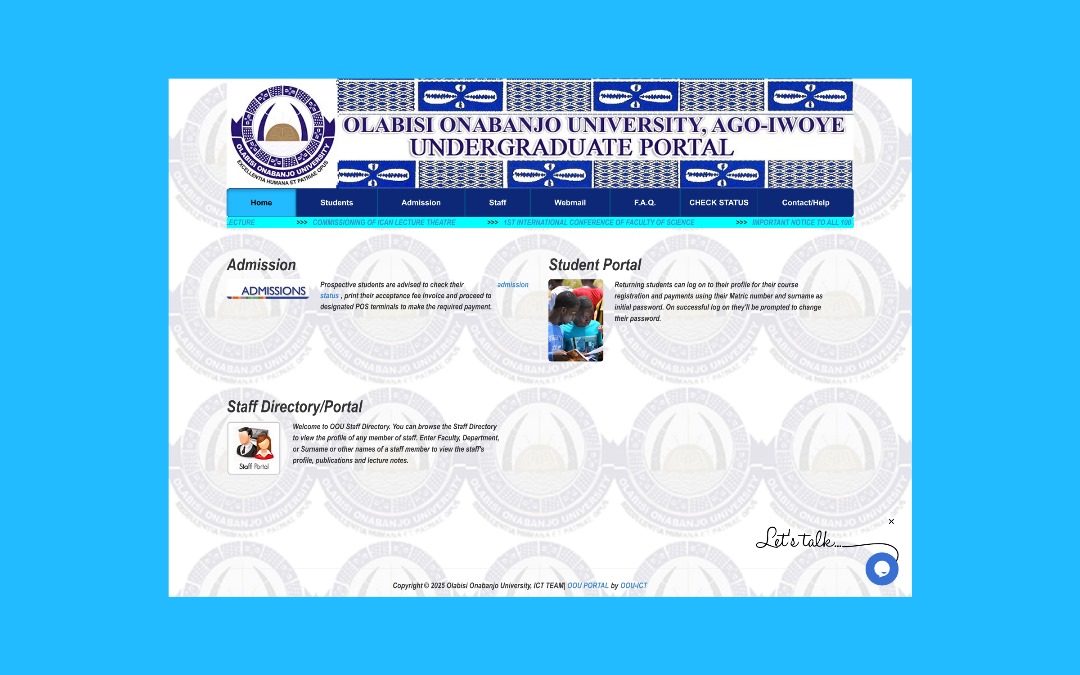 OLABISI ONABANJO UNIVERSITY
EXCELLENTIA HUMANA ET PATRIAE OPUS
OLABISI ONABANJO UNIVERSITY, AGO-IWOYE
UNDERGRADUATE PORTAL
Home Students Admission Staff Webmail F.A.Q. CHECK STATUS Contact/Help
ECTURE >>> COMMISSIONING OF ICAN LECTURE THEATRE >>> 1ST INTERNATIONAL CONFERENCE OF FACULTY OF SCIENCE >>> IMPORTANT NOTICE TO ALL 100
Admission
ADMISSIONS
Prospective students are advised to check their admission
status , print their acceptance fee invoice and proceed to
designated POS terminals to make the required payment.
Student Portal
Returning students can log on to their profile for their course
registration and payments using their Matric number and surname as
initial password. On successful log on they'll be prompted to change
their password.
Staff Directory/Portal
Staff Portal
Welcome to OOU Staff Directory. You can browse the Staff Directory
to view the profile of any member of staff. Enter Faculty, Department,
or Surname or other names of a staff member to view the staff's
profile, publications and lecture notes.
Let's talk...
Copyright © 2025 Olabisi Onabanjo University, ICT TEAM| OOU PORTAL by OOU-ICT